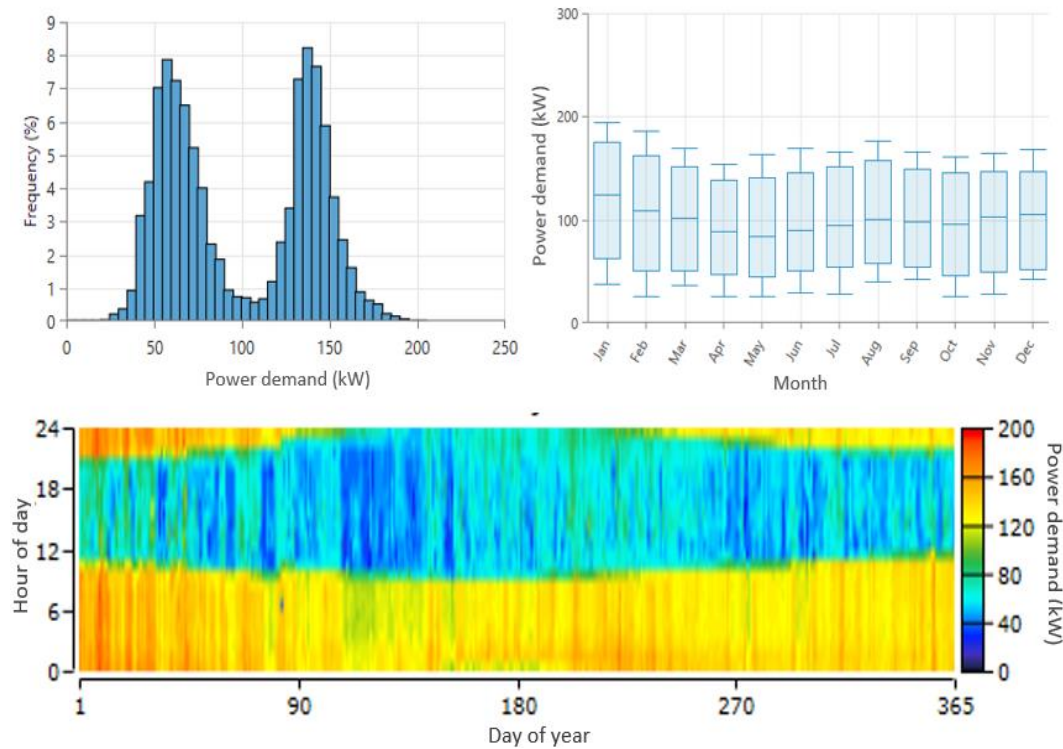 9
8
7
6
5
4
3
2
1
0
Frequency (%)
0 50 100 150 200 250
Power demand (kW)
300
200
100
0
Power demand (kW)
Jan Feb Mar Apr May Jun Jul Aug Sep Oct Nov Dec
Month
24
18
12
6
0
Hour of day
1 90 180 270 365
Day of year
200
160
120
80
40
0
Power demand (kW)